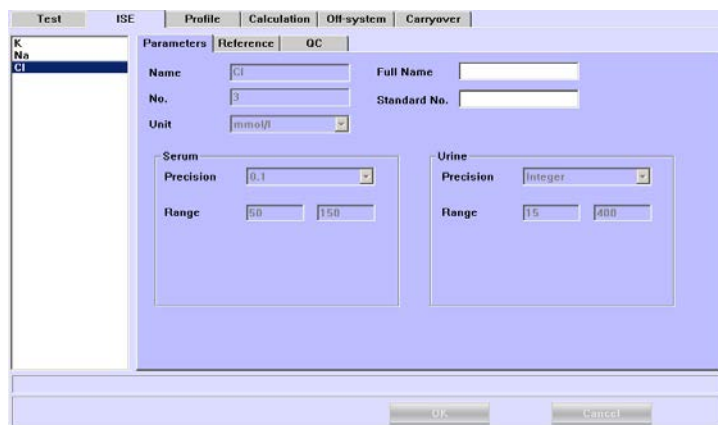 Test ISE Profile Calculation Off-system Carryover
K
Na
Cl
Parameters Reference QC
Name Cl Full Name
No. 3 Standard No.
Unit mmol/l
Serum Urine
Precision 0.1 Precision Integer
Range 50 150 Range 15 400
OK Cancel